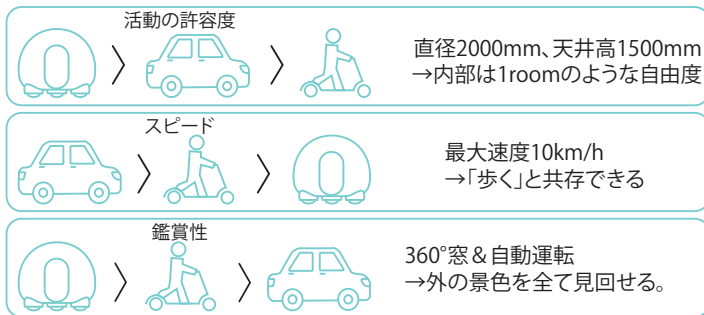 活動の許容度
直径2000mm、天井高1500mm
→内部は1roomのような自由度
スピード
最大速度10km/h
→「歩く」と共存できる
鑑賞性
360°窓＆自動運転
→外の景色を全て見回せる。